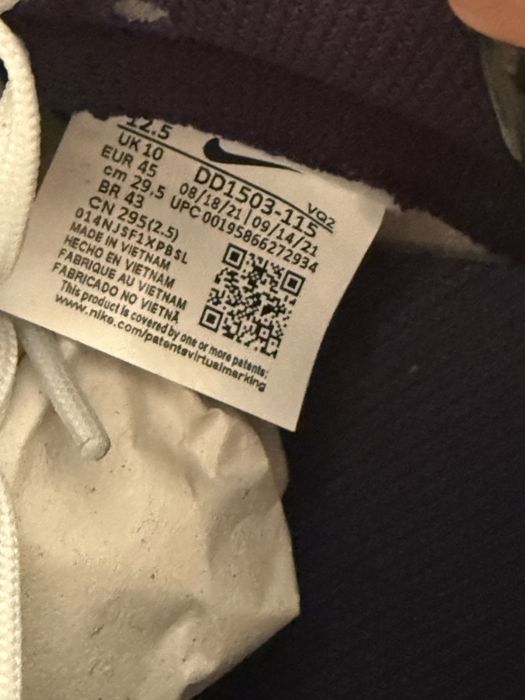 12.5
UK 10
EUR 45
cm 29.5
BR 43
CN 295(2.5)
VQ2
DD1503-115
08/18/21 | 09/14/21
UPC 00195866272934
014NJSF1XPBSL
MADE IN VIETNAM
HECHO EN VIETNAM
FABRIQUE AU VIETNAM
FABRICADO NO VIETNÃ
This product is covered by one or more patents:
www.nike.com/patentsvirtualmarking